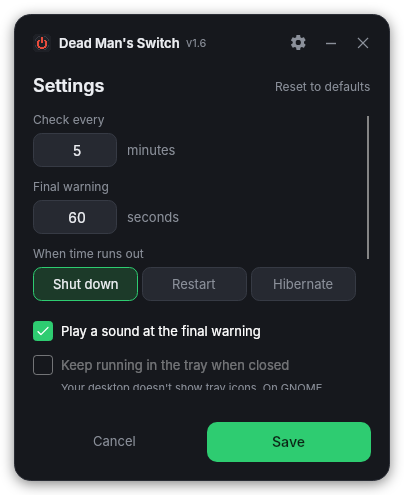 Dead Man's Switch v1.6
Settings
Reset to defaults
Check every
5 minutes
Final warning
60 seconds
When time runs out
Shut down Restart Hibernate
Play a sound at the final warning
Keep running in the tray when closed
Your desktop doesn't show tray icons. On GNOME
Cancel Save